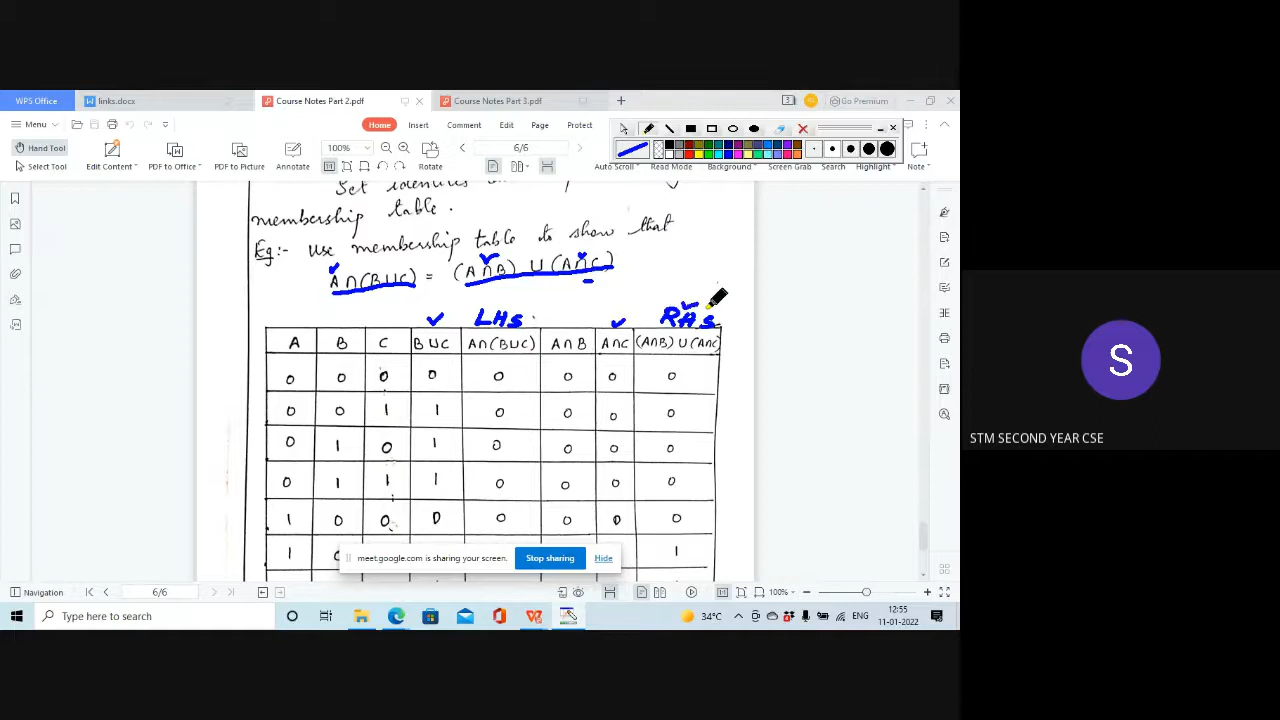 WPS Office
links.docx
Course Notes Part 2.pdf
Course Notes Part 3.pdf
3
Go Premium
Menu
Home
Insert
Comment
Edit
Page
Protect
Hand Tool
Select Tool
Edit Content
PDF to Office
PDF to Picture
Annotate
100%
6/6
Auto Scroll
Read Mode
Background
Screen Grab
Search
Highlight
Note
Set identities
membership table.
Eg:- Use membership table to show that
A∩(B∪C) = (A∩B) ∪ (A∩C)
LHS RHS
A B C B∪C A∩(B∪C) A∩B A∩C (A∩B)∪(A∩C)
0 0 0 0 0 0 0 0
0 0 1 1 0 0 0 0
0 1 0 1 0 0 0 0
0 1 1 1 0 0 0 0
1 0 0 0 0 0 0 0
1 0 1
meet.google.com is sharing your screen.
Stop sharing
Hide
Navigation
6/6
100%
Type here to search
34°C
ENG
12:55
11-01-2022
S
STM SECOND YEAR CSE